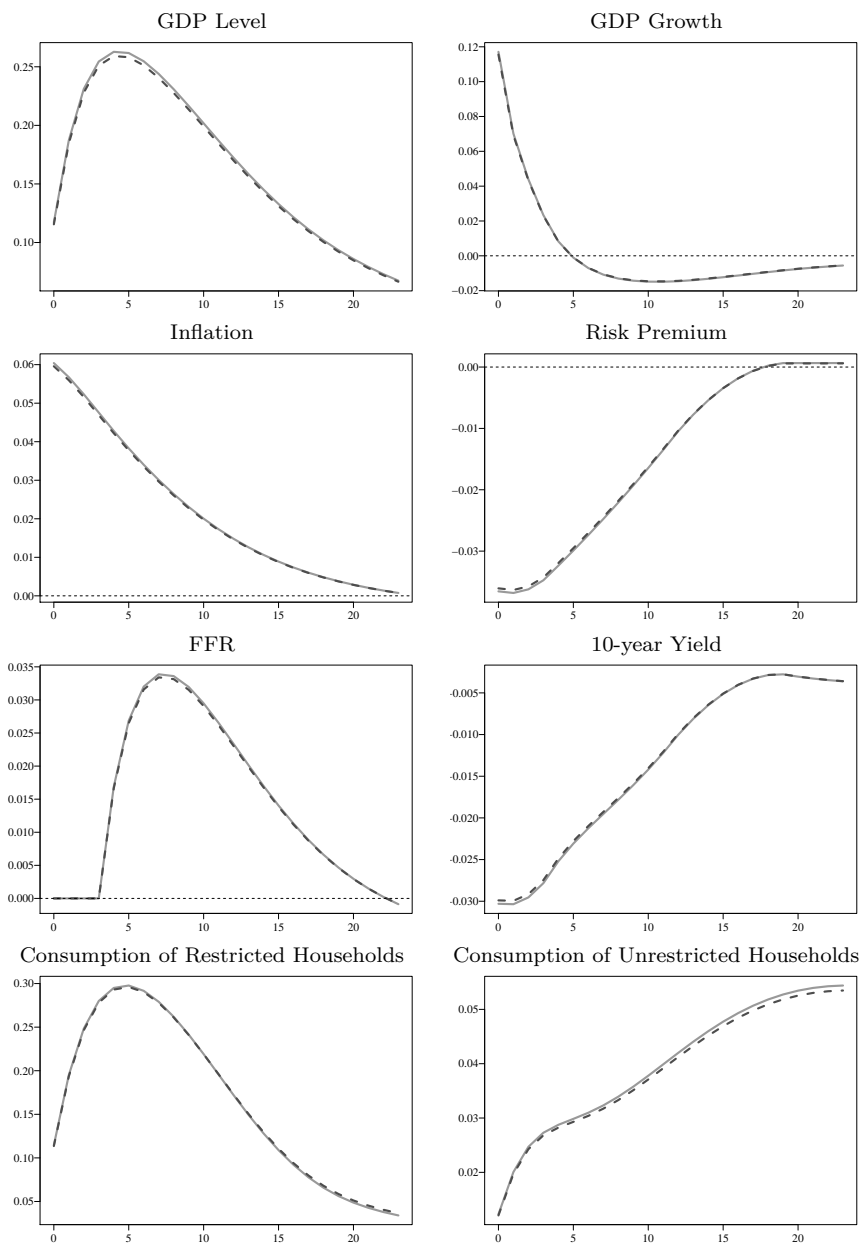 GDP Level
GDP Growth
0.25
0.20
0.15
0.10
0 5 10 15 20
0.12
0.10
0.08
0.06
0.04
0.02
0.00
−0.02
0 5 10 15 20
Inflation
Risk Premium
0.06
0.05
0.04
0.03
0.02
0.01
0.00
0 5 10 15 20
0.00
−0.01
−0.02
−0.03
0 5 10 15 20
FFR
10-year Yield
0.035
0.030
0.025
0.020
0.015
0.010
0.005
0.000
0 5 10 15 20
-0.005
-0.010
-0.015
-0.020
-0.025
-0.030
0 5 10 15 20
Consumption of Restricted Households
Consumption of Unrestricted Households
0.30
0.25
0.20
0.15
0.10
0.05
0 5 10 15 20
0.05
0.04
0.03
0.02
0 5 10 15 20